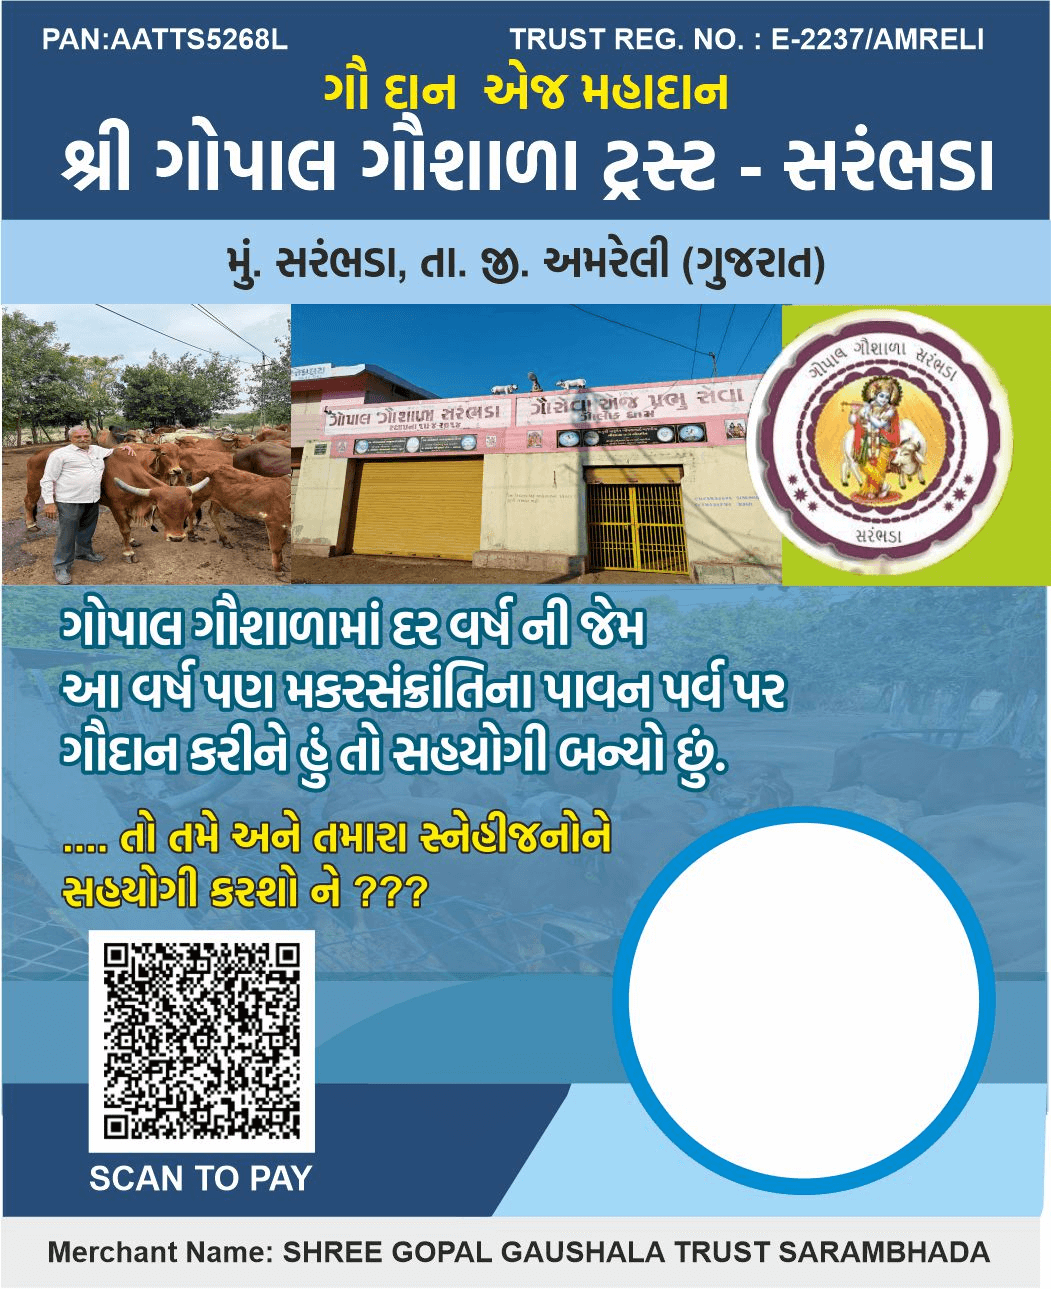 PAN:AATTS5268L
TRUST REG. NO. : E-2237/AMRELI
ગૌ દાન એજ મહાદાન
શ્રી ગોપાલ ગૌશાળા ટ્રસ્ટ - સરંભડા
મું. સરંભડા, તા. જી. અમરેલી (ગુજરાત)
ગોપાલ ગૌશાળા સરંભડા
ગૌસેવા એજ પ્રભુ સેવા
ગોપાલ ગૌશાળા સરંભડા
સરંભડા
ગોપાલ ગૌશાળામાં દર વર્ષ ની જેમ
આ વર્ષ પણ મકરસંક્રાંતિના પાવન પર્વ પર
ગૌદાન કરીને હું તો સહયોગી બન્યો છું.
.... તો તમે અને તમારા સ્નેહીજનોને
સહયોગી કરશો ને ???
SCAN TO PAY
Merchant Name: SHREE GOPAL GAUSHALA TRUST SARAMBHADA